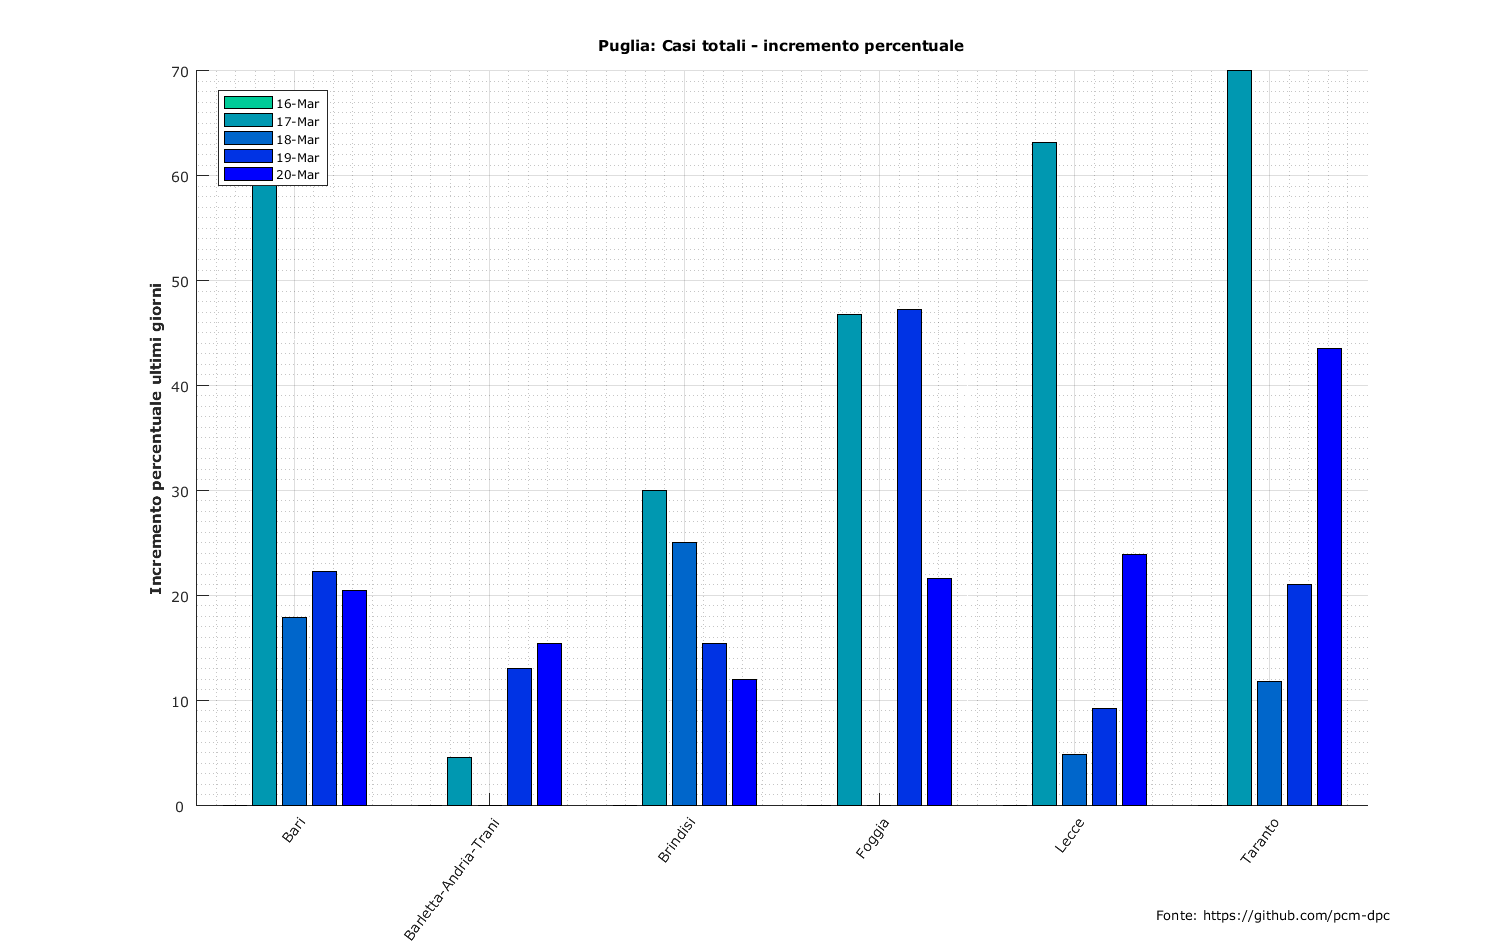 Puglia: Casi totali - incremento percentuale
Incremento percentuale ultimi giorni
70
60
50
40
30
20
10
0
16-Mar
17-Mar
18-Mar
19-Mar
20-Mar
Bari
Barletta-Andria-Trani
Brindisi
Foggia
Lecce
Taranto
Fonte: https://github.com/pcm-dpc